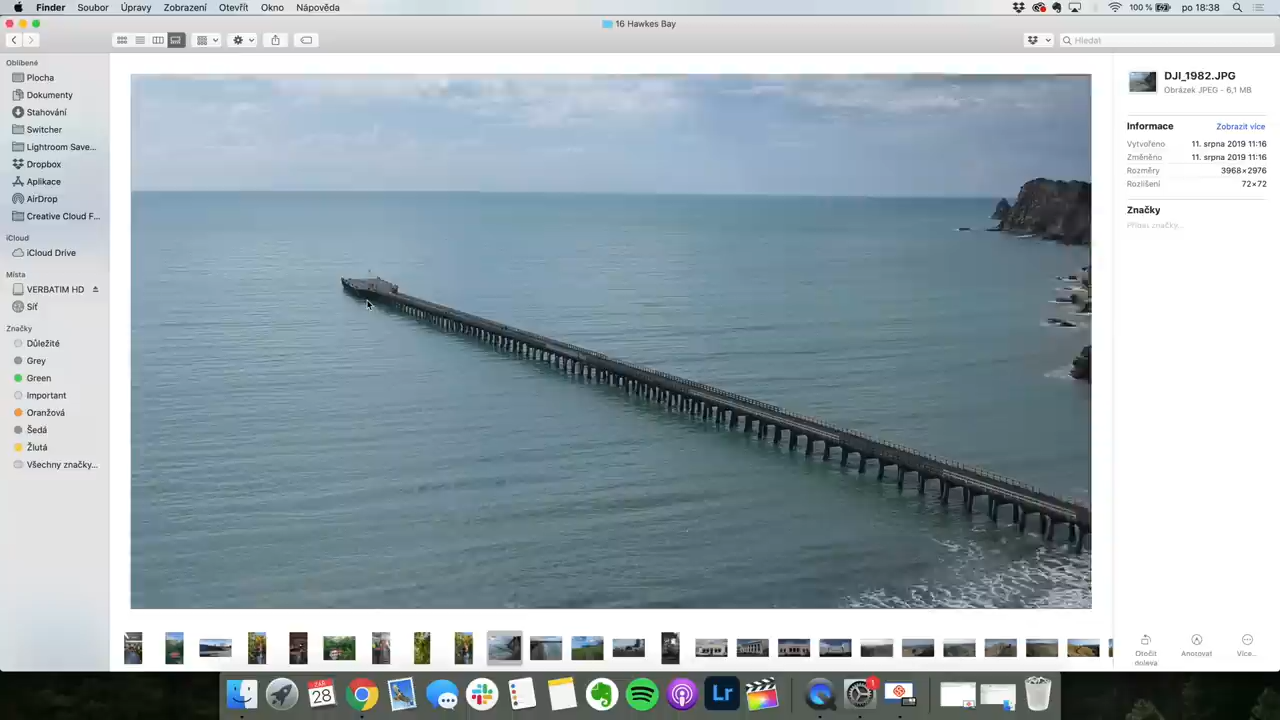 Finder Soubor Úpravy Zobrazení Otevřít Okno Nápověda 100 % po 18:38
16 Hawkes Bay
Hledat
Oblíbené
Plocha
Dokumenty
Stahování
Switcher
Lightroom Save...
Dropbox
Aplikace
AirDrop
Creative Cloud F...
iCloud
iCloud Drive
Místa
VERBATIM HD
Síť
Značky
Důležité
Grey
Green
Important
Oranžová
Šedá
Žlutá
Všechny značky...
DJI_1982.JPG
Obrázek JPEG - 6,1 MB
Informace Zobrazit více
Vytvořeno 11. srpna 2019 11:16
Změněno 11. srpna 2019 11:16
Rozměry 3968×2976
Rozlišení 72×72
Značky
Přidat značky...
Otočit doleva
Anotovat
Více...
ZÁŘ
28
1
Lr